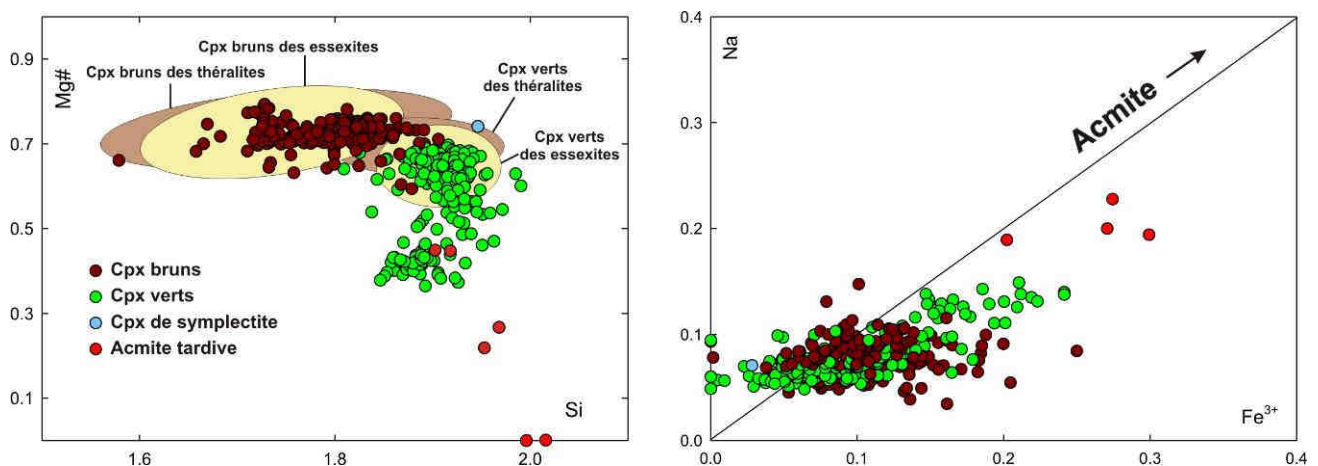 0.9
0.7
0.5
0.3
0.1
Mg#
Cpx bruns des essexites
Cpx bruns des théralites
Cpx verts
des théralites
Cpx verts
des essexites
Cpx bruns
Cpx verts
Cpx de symplectite
Acmite tardive
Si
1.6
1.8
2.0
0.4
0.3
0.2
0.1
0.0
Na
Acmite
Fe3+
0.0
0.1
0.2
0.3
0.4